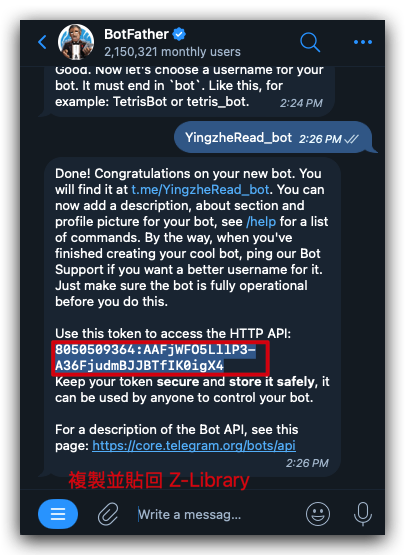 BotFather
2,150,321 monthly users
Good. Now let's choose a username for your
bot. It must end in `bot`. Like this, for
example: TetrisBot or tetris_bot.
2:24 PM
YingzheRead_bot 2:26 PM
Done! Congratulations on your new bot. You
will find it at t.me/YingzheRead_bot. You can
now add a description, about section and
profile picture for your bot, see /help for a list
of commands. By the way, when you've
finished creating your cool bot, ping our Bot
Support if you want a better username for it.
Just make sure the bot is fully operational
before you do this.
Use this token to access the HTTP API:
8050509364:AAFjWFO5LllP3-
A36FjudmBJJBTfIK0igX4
Keep your token secure and store it safely, it
can be used by anyone to control your bot.
For a description of the Bot API, see this
page: https://core.telegram.org/bots/api
2:26 PM
複製並貼回 Z-Library
Write a messag...